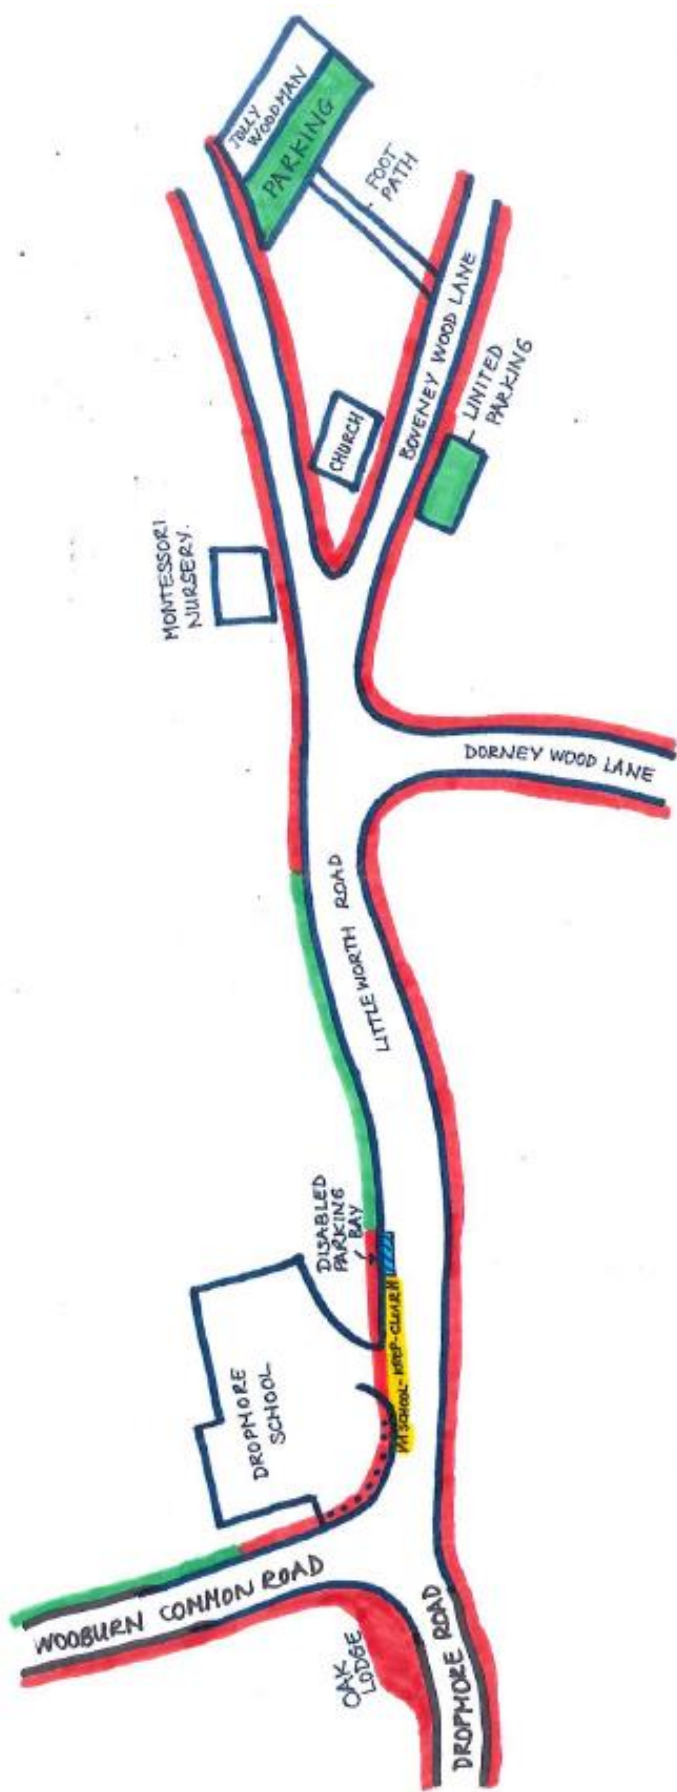 JOLLY
WOODMAN
PARKING
FOOT
PATH
BOVENEY WOOD LANE
LINITED
PARKING
CHURCH
MONTESSORI
NURSERY.
DORNEY WOOD LANE
LITTLEWORTH ROAD
DISABLED
PARKING
BAY
SCHOOL-KEEP-CLEAR
DROPMORE
SCHOOL
WOOBURN COMMON ROAD
OAK
LODGE
DROPMORE ROAD